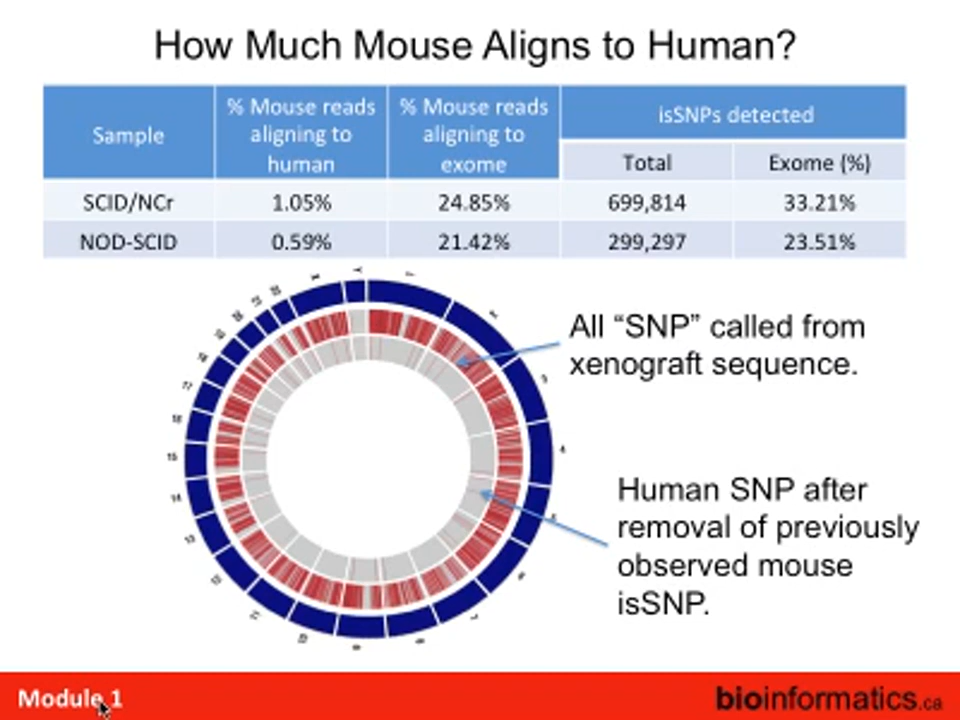 How Much Mouse Aligns to Human?
Sample
% Mouse reads
aligning to
human
% Mouse reads
aligning to
exome
isSNPs detected
Total
Exome (%)
SCID/NCr
1.05%
24.85%
699,814
33.21%
NOD-SCID
0.59%
21.42%
299,297
23.51%
All “SNP” called from
xenograft sequence.
Human SNP after
removal of previously
observed mouse
isSNP.
4
15
Module 1
bioinformatics.ca